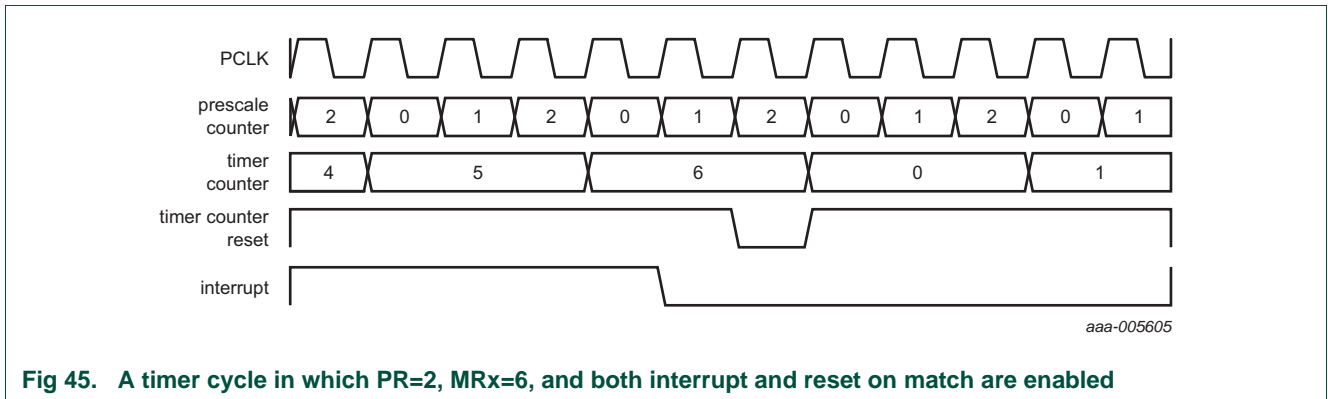 PCLK
prescale
counter
2 0 1 2 0 1 2 0 1 2 0 1
timer
counter
4 5 6 0 1
timer counter
reset
interrupt
aaa-005605
Fig 45. A timer cycle in which PR=2, MRx=6, and both interrupt and reset on match are enabled